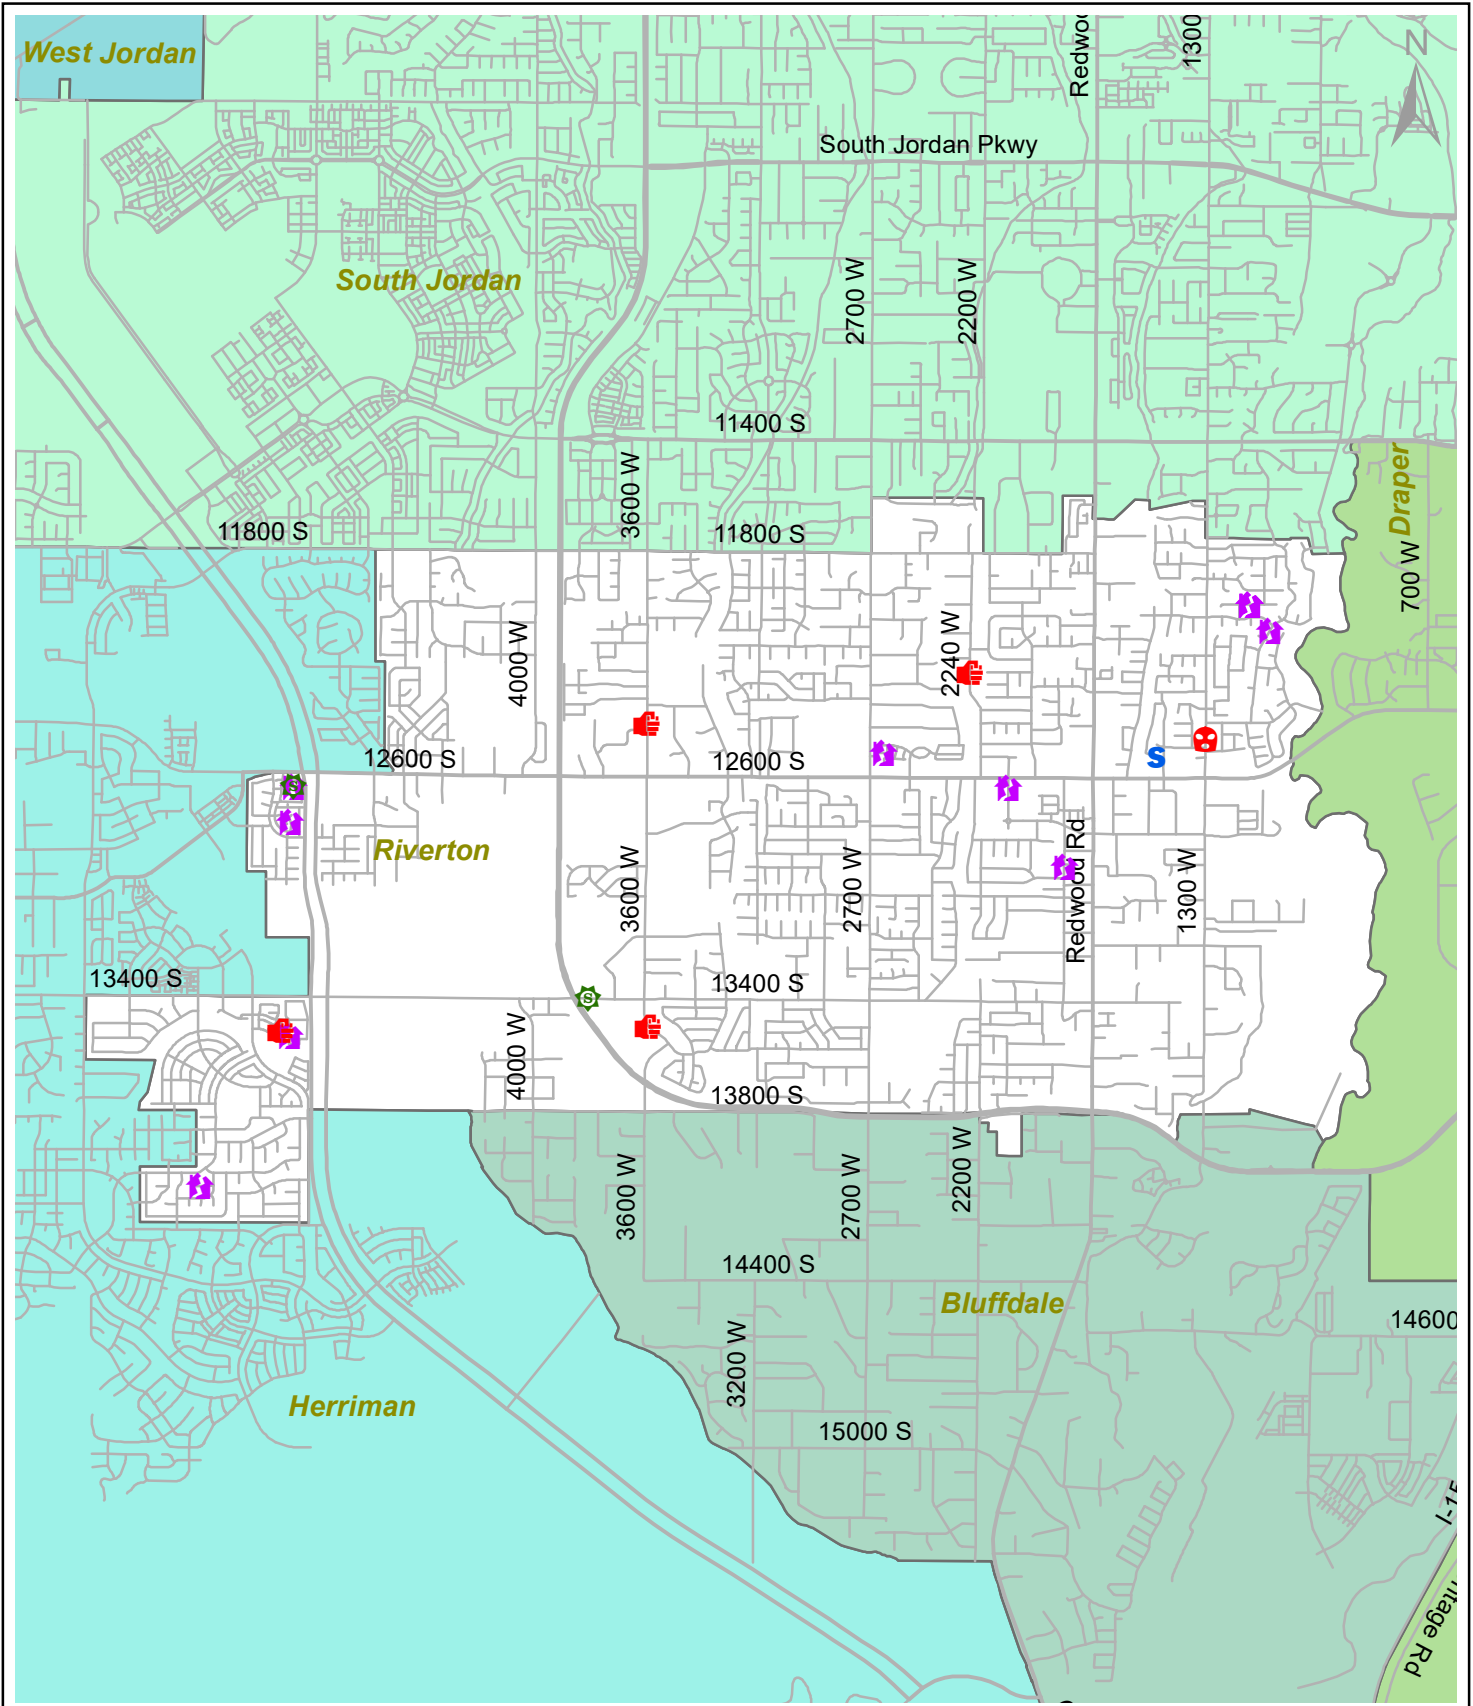 West Jordan
Redwoo
1300
N
South Jordan Pkwy
South Jordan
2700 W
2200 W
11400 S
Draper
3600 W
11800 S
11800 S
700 W
4000 W
2240 W
12600 S
12600 S
S
S
Riverton
Redwood Rd
3600 W
2700 W
1300 W
13400 S
13400 S
S
4000 W
13800 S
3600 W
2700 W
2200 W
14400 S
Bluffdale
14600
3200 W
Herriman
15000 S
I-15
ntage Rd